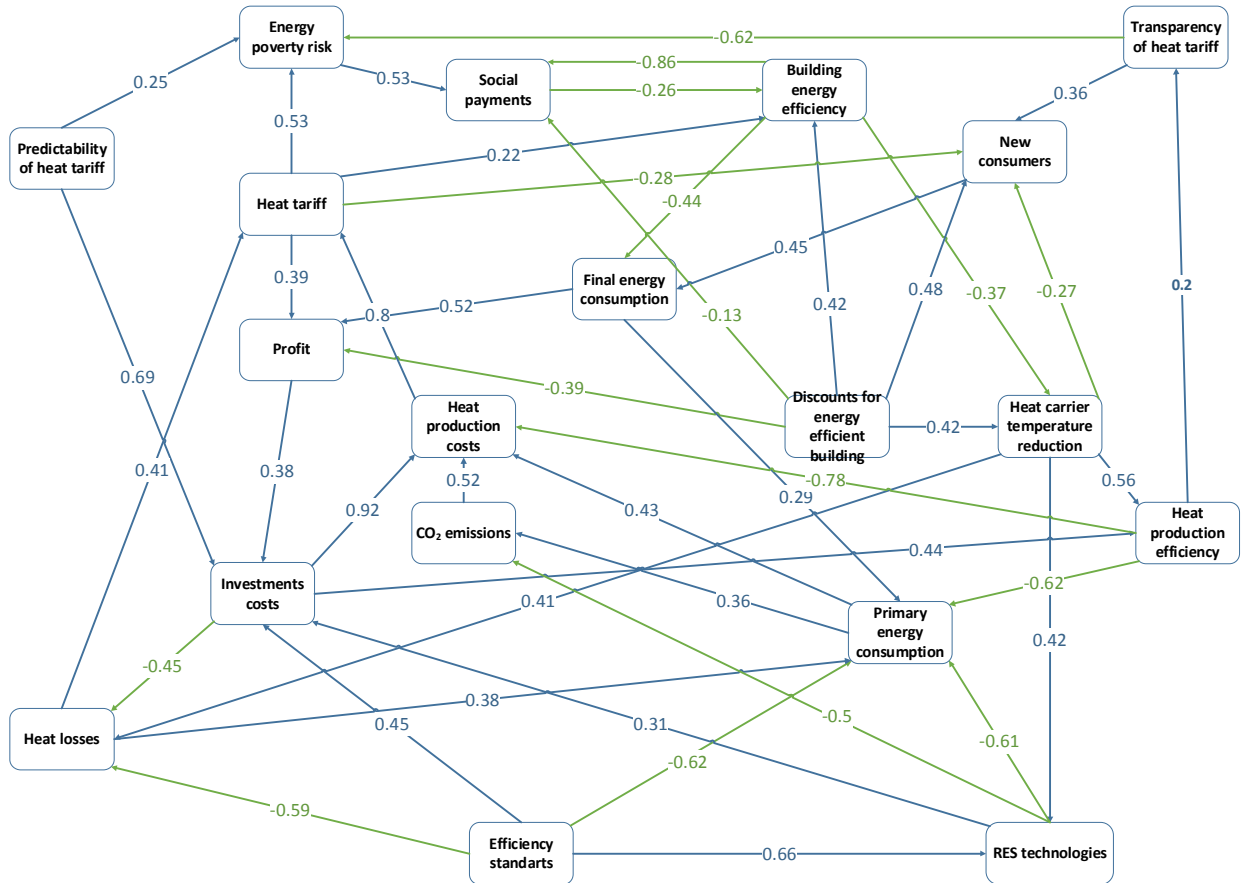 Energy
poverty risk
Transparency
of heat tariff
-0.62
-0.86
0.53
Social
payments
Building
energy
efficiency
0.25
-0.26
0.36
0.53
Predictability
of heat tariff
New
consumers
0.22
-0.28
Heat tariff
-0.44
0.45
0.39
Final energy
consumption
0.48
-0.37
-0.27
0.2
0.52
0.42
0.8
-0.13
Profit
0.69
-0.39
Heat
production
costs
Discounts for
energy
efficient
building
0.42
Heat carrier
temperature
reduction
0.41
0.38
-0.78
0.56
0.52
0.29
0.92
0.43
CO₂ emissions
Heat
production
efficiency
0.44
Investments
costs
0.41
0.36
-0.62
Primary
energy
consumption
0.42
-0.45
0.38
Heat losses
0.45
0.31
-0.5
-0.61
-0.62
-0.59
Efficiency
standarts
0.66
RES technologies